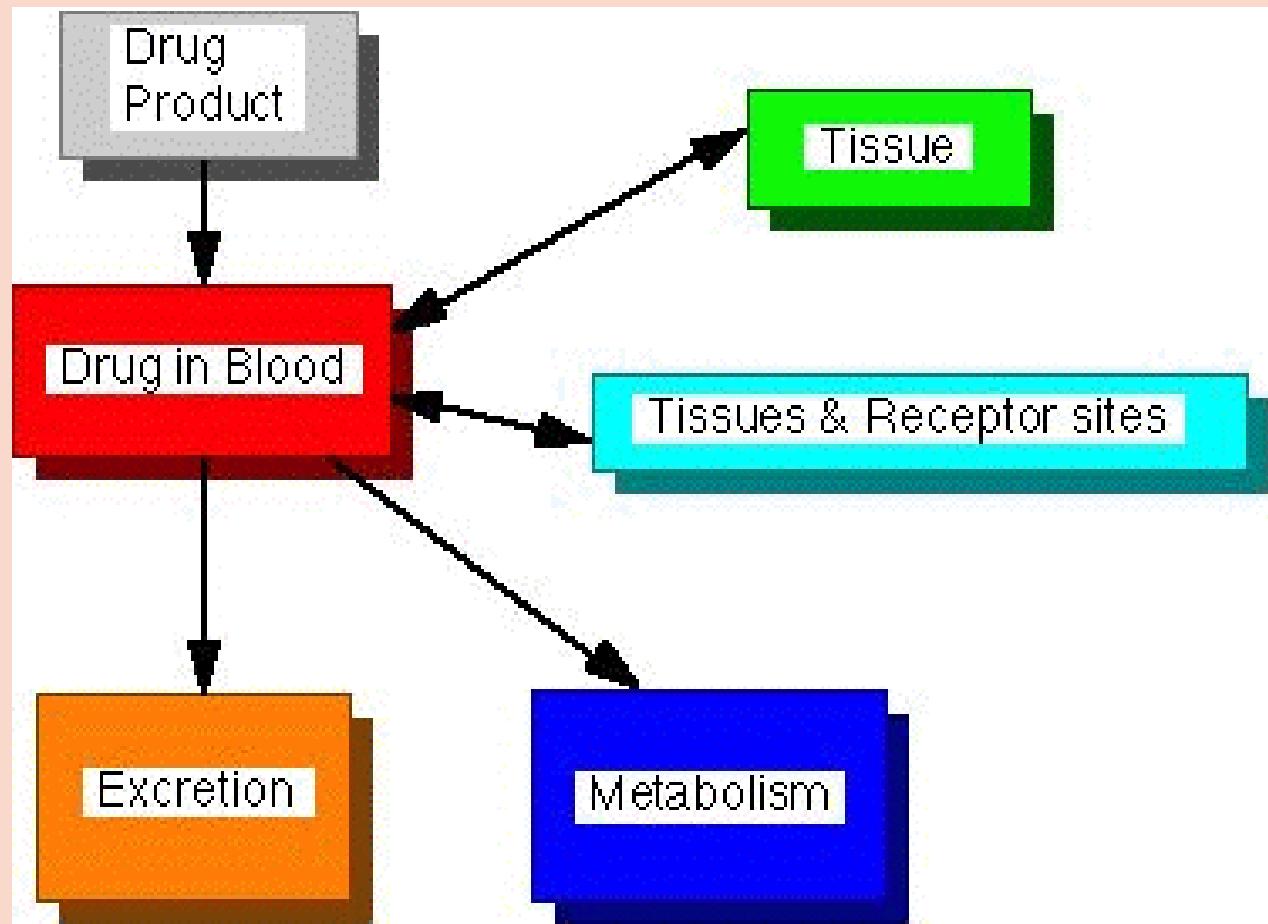 Drug
Product
Tissue
Drug in Blood
Tissues & Receptor sites
Excretion
Metabolism